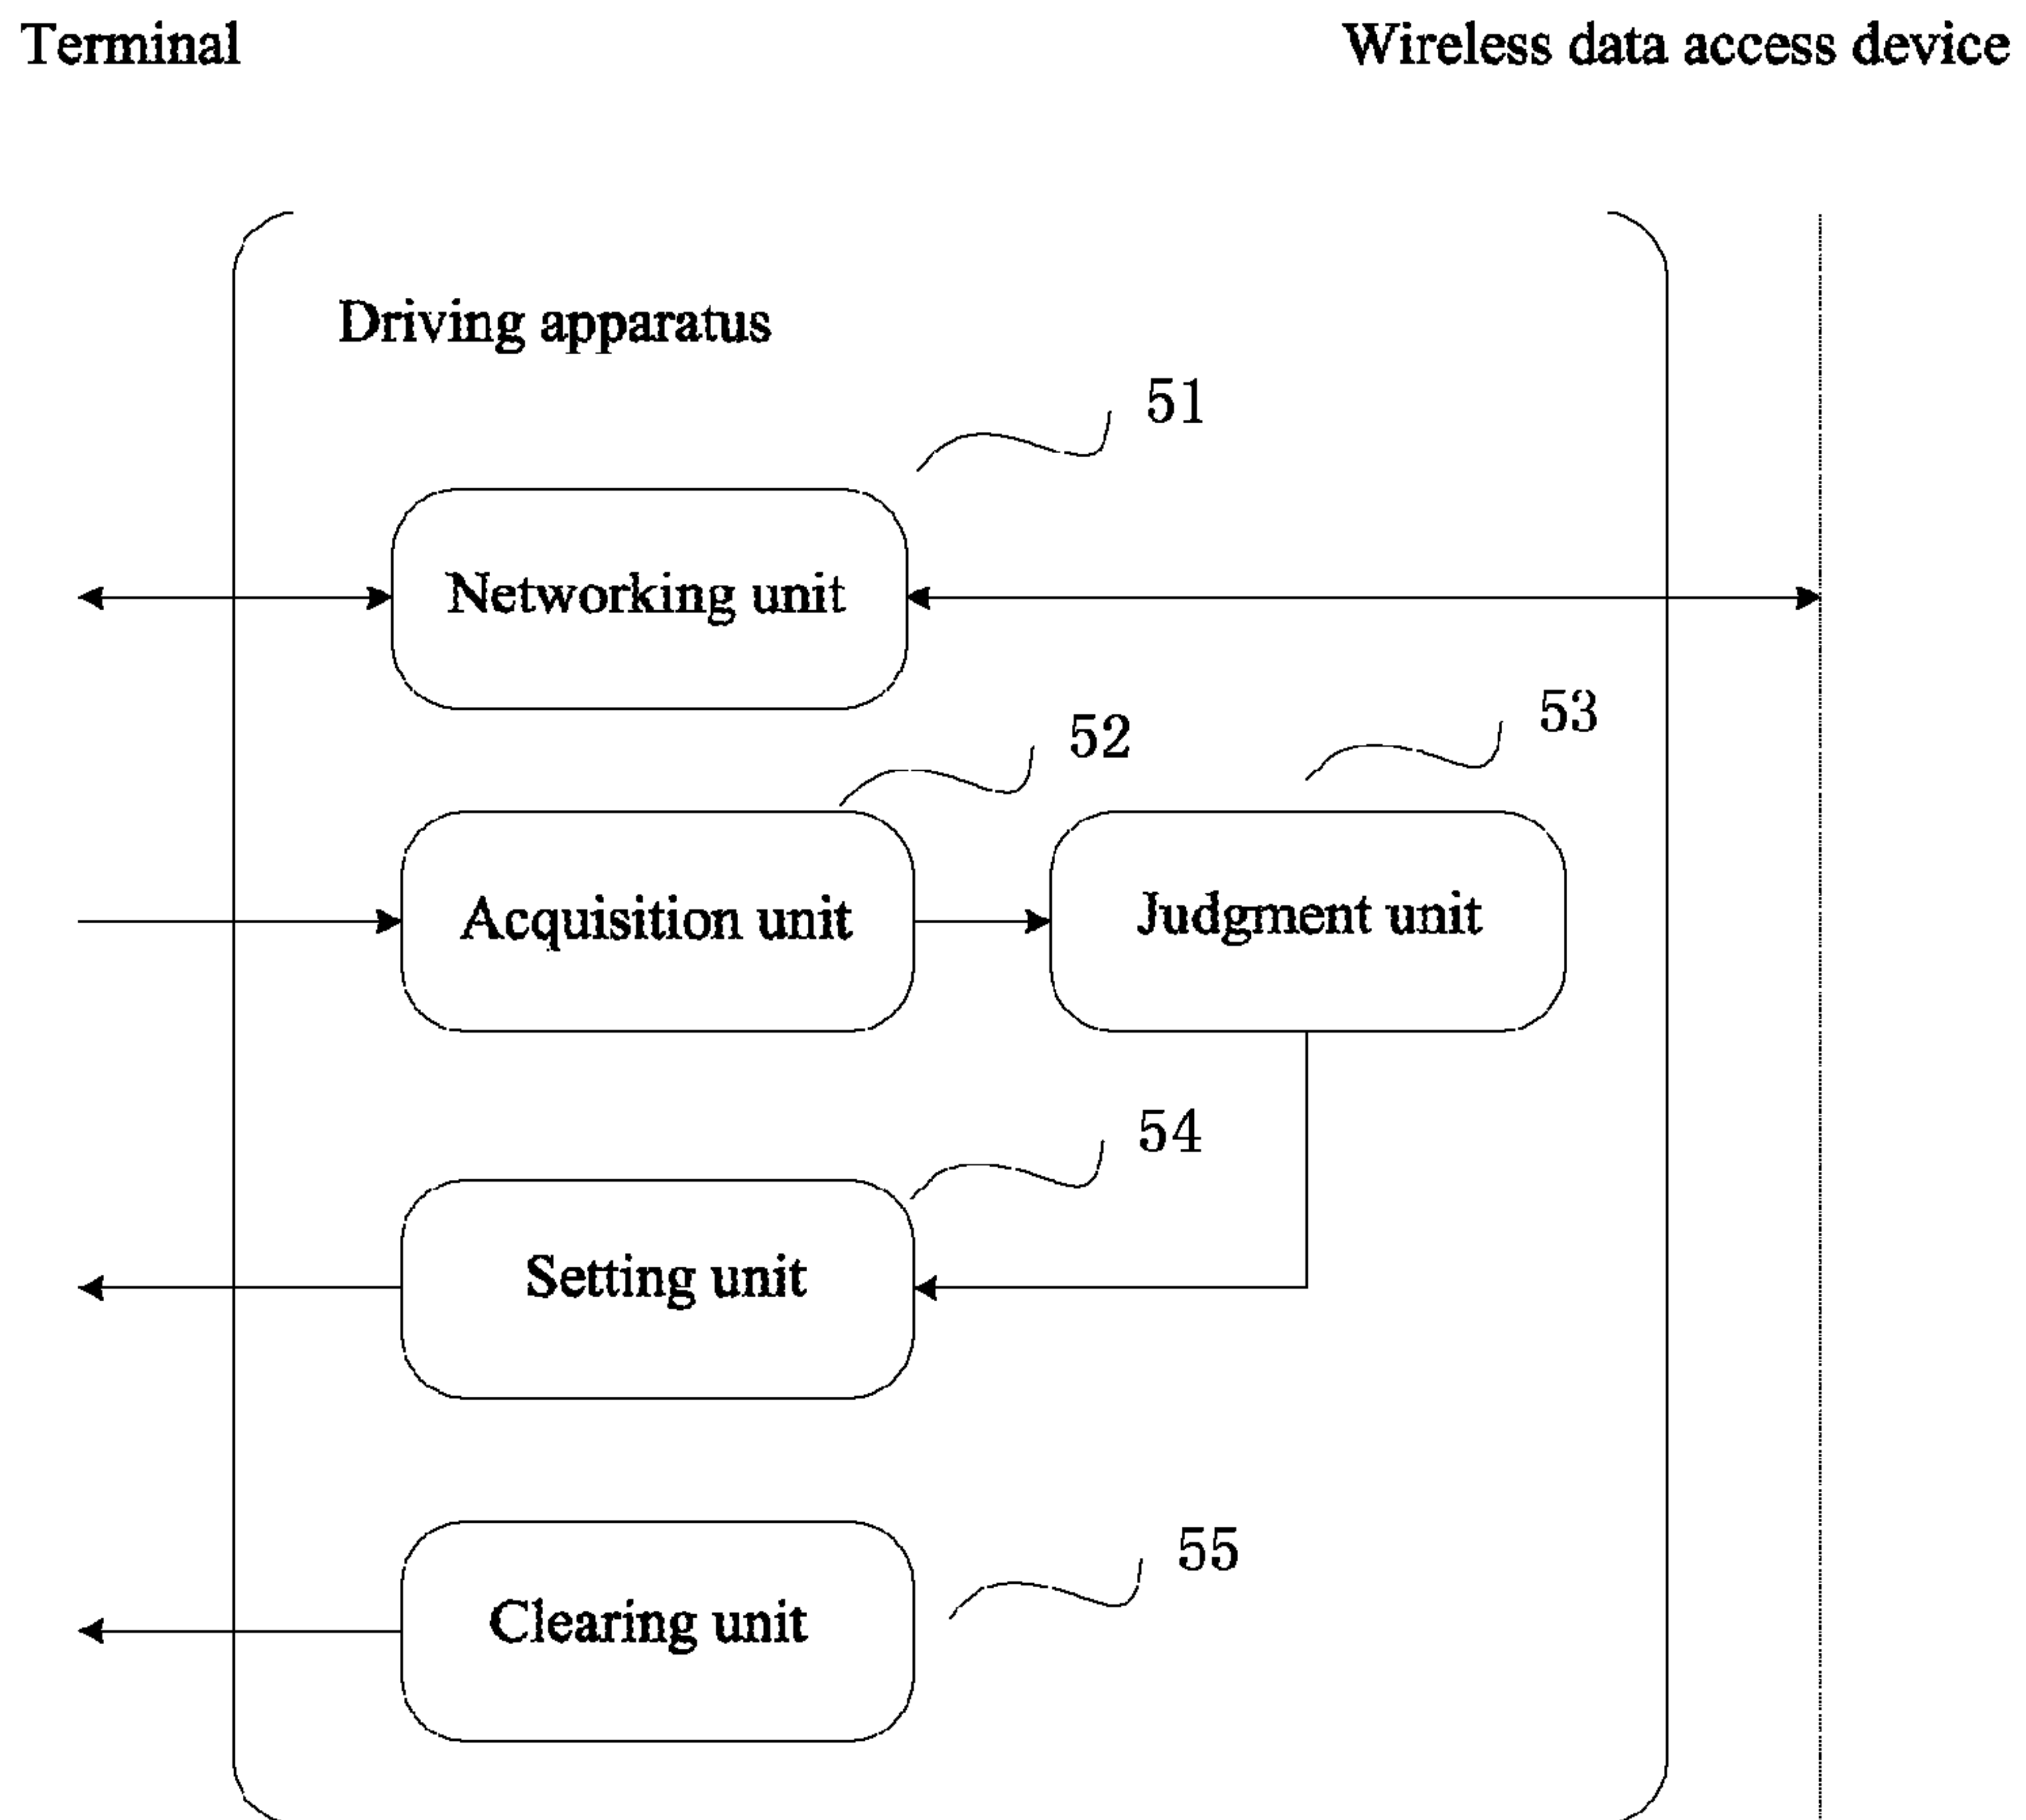 Terminal
Wireless data access device
Driving apparatus
51
Networking unit
52
53
Acquisition unit
Judgment unit
54
Setting unit
55
Clearing unit